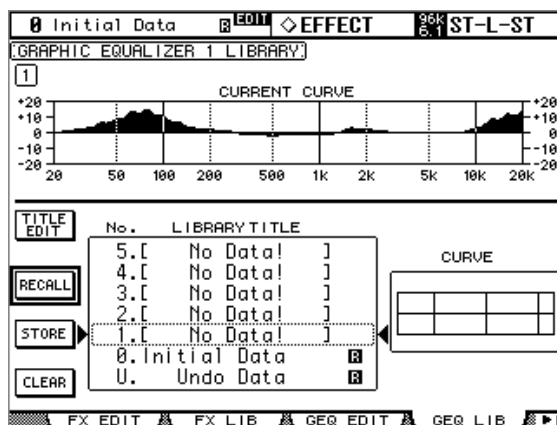 0 Initial Data R EDIT ◇EFFECT 96k 6.1 ST-L-ST
GRAPHIC EQUALIZER 1 LIBRARY
1
CURRENT CURVE
+20 +20
+10 +10
0 0
-10 -10
-20 -20
20 50 100 200 500 1k 2k 5k 10k 20k
TITLE EDIT
No. LIBRARY TITLE
CURVE
5.[ No Data! ]
4.[ No Data! ]
RECALL
3.[ No Data! ]
2.[ No Data! ]
STORE
1.[ No Data! ]
0.Initial Data R
U. Undo Data R
CLEAR
FX EDIT FX LIB GEQ EDIT GEQ LIB